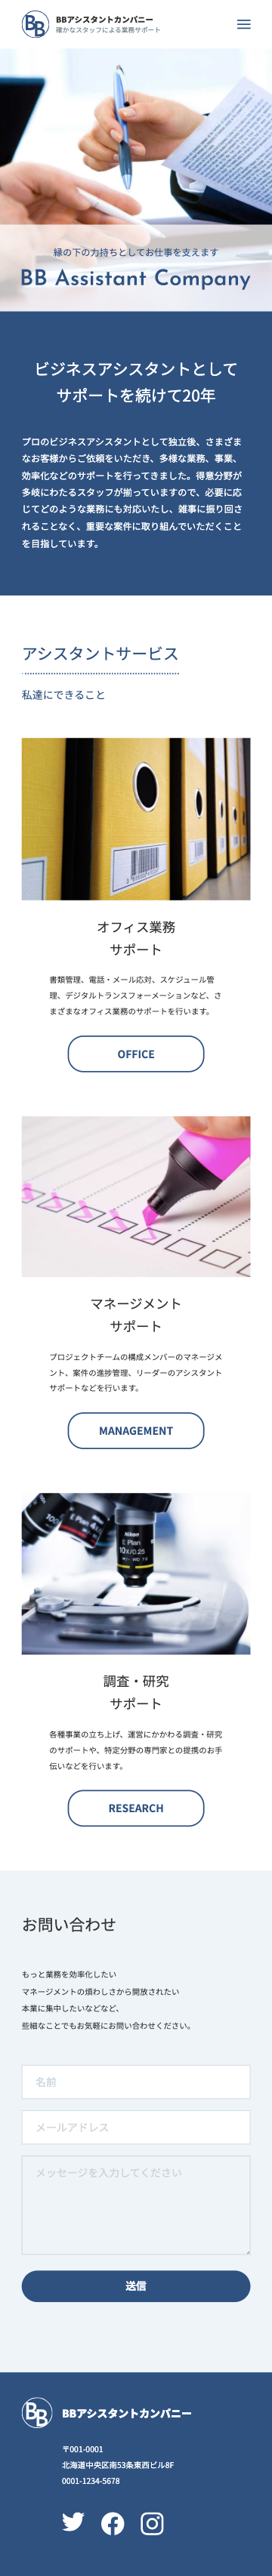 BB
BBアシスタントカンパニー
確かなスタッフによる業務サポート
縁の下の力持ちとしてお仕事を支えます
BB Assistant Company
ビジネスアシスタントとして
サポートを続けて20年
プロのビジネスアシスタントとして独立後、さまざま
なお客様からご依頼をいただき、多様な業務、事業、
効率化などのサポートを行ってきました。得意分野が
多岐にわたるスタッフが揃っていますので、必要に応
じてどのような業務にも対応いたし、雑事に振り回さ
れることなく、重要な案件に取り組んでいただくこと
を目指しています。
アシスタントサービス
私達にできること
オフィス業務
サポート
書類管理、電話・メール応対、スケジュール管
理、デジタルトランスフォーメーションなど、さ
まざまなオフィス業務のサポートを行います。
OFFICE
マネージメント
サポート
プロジェクトチームの構成メンバーのマネージメ
ント、案件の進捗管理、リーダーのアシスタント
サポートなどを行います。
MANAGEMENT
Nikon
E Plan
10x/0.25
調査・研究
サポート
各種事業の立ち上げ、運営にかかわる調査・研究
のサポートや、特定分野の専門家との提携のお手
伝いなどを行います。
RESEARCH
お問い合わせ
もっと業務を効率化したい
マネージメントの煩わしさから開放されたい
本業に集中したいなどなど、
些細なことでもお気軽にお問い合わせください。
名前
メールアドレス
メッセージを入力してください
送信
BB
BBアシスタントカンパニー
〒001-0001
北海道中央区南53条東西ビル8F
0001-1234-5678